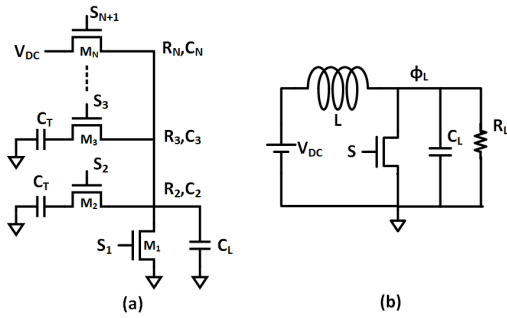 S_{N+1}
V_{DC}
M_N
R_N,C_N
S_3
C_T
M_3
R_3,C_3
S_2
C_T
M_2
R_2,C_2
S_1
M_1
C_L
(a)
ϕ_L
L
R_L
V_{DC}
S
C_L
(b)